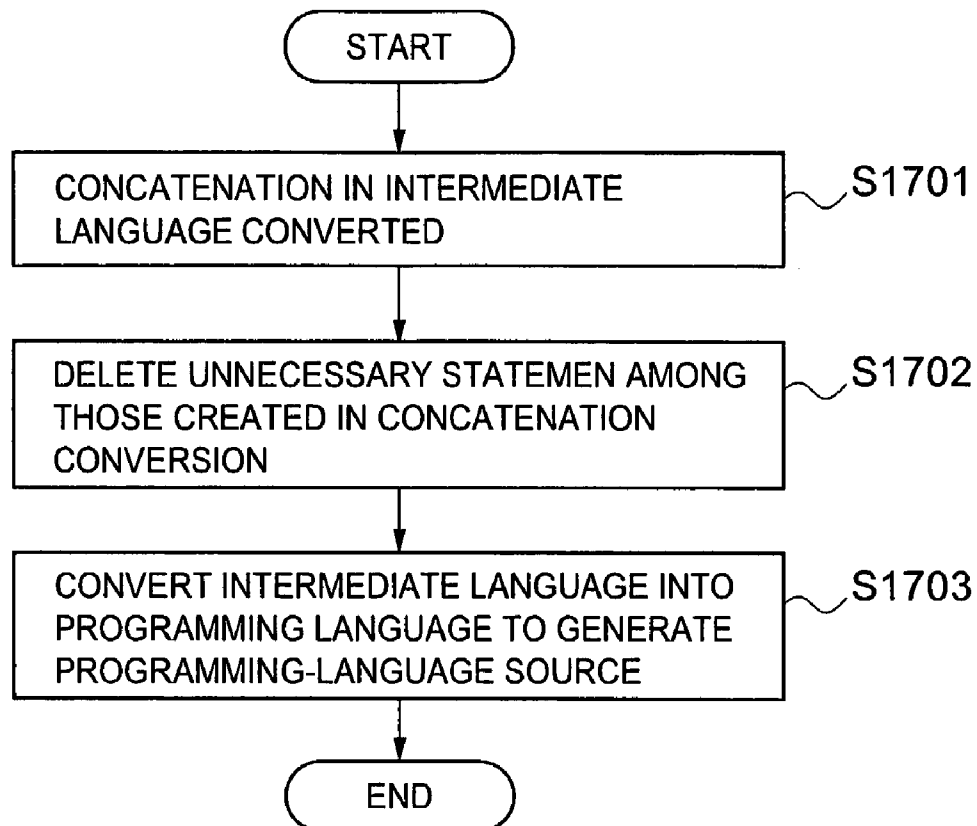 START
CONCATENATION IN INTERMEDIATE
LANGUAGE CONVERTED
S1701
DELETE UNNECESSARY STATEMEN AMONG
THOSE CREATED IN CONCATENATION
CONVERSION
S1702
CONVERT INTERMEDIATE LANGUAGE INTO
PROGRAMMING LANGUAGE TO GENERATE
PROGRAMMING-LANGUAGE SOURCE
S1703
END